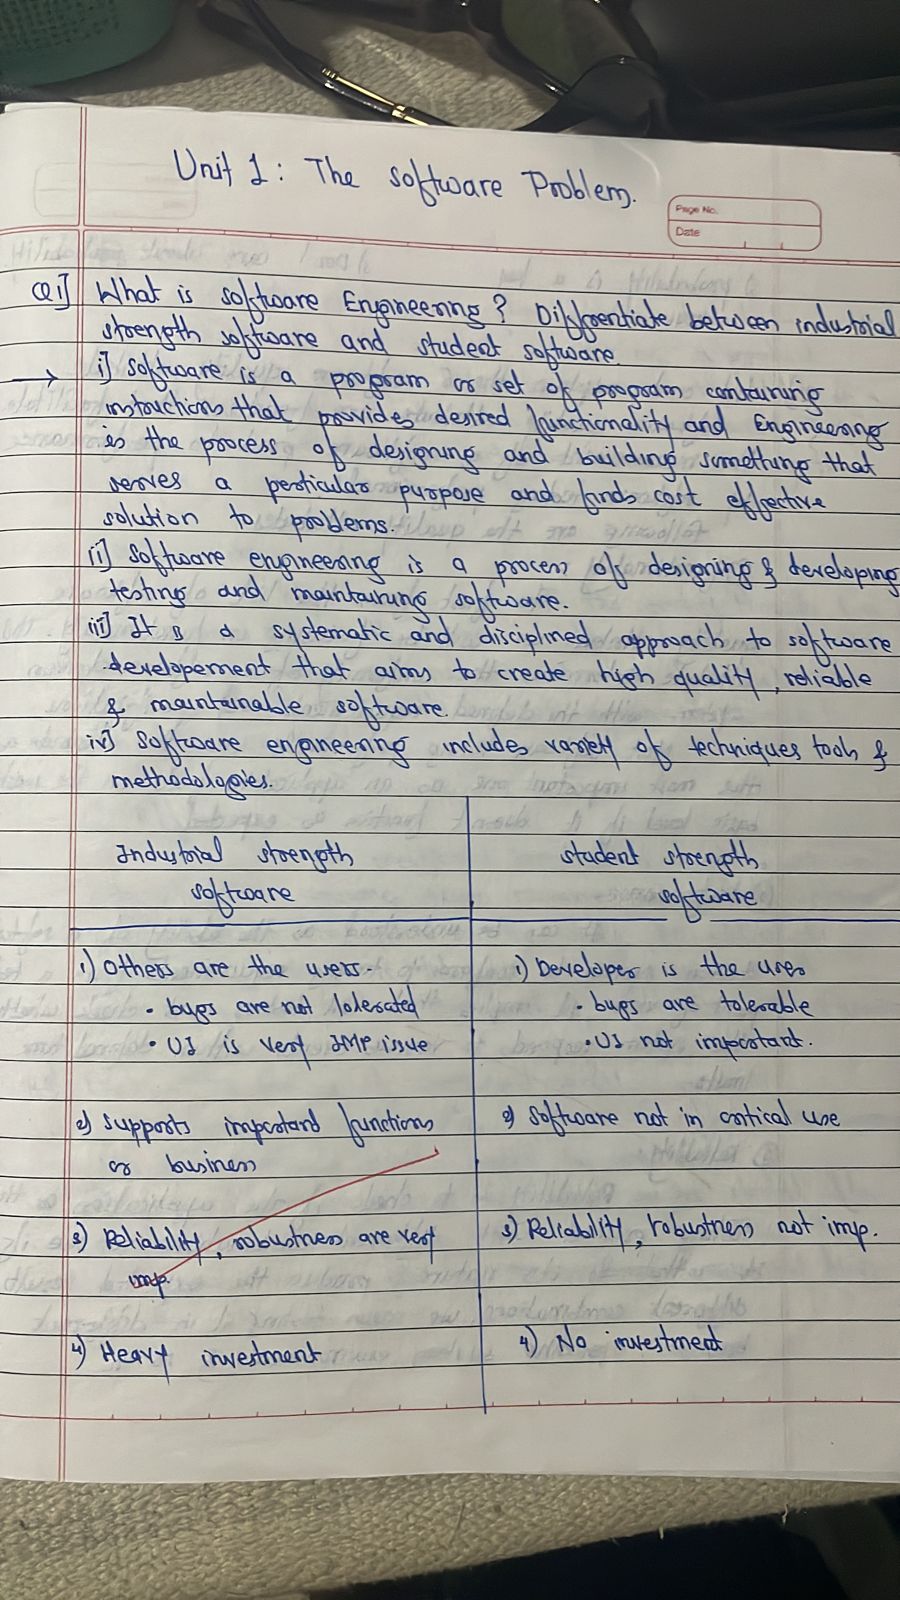 Unit 1: The Software Problem.
Page No.
Date
Q1] What is software Engineering? Differentiate between industrial
strength software and student software
→ i] software is a program or set of program containing
instructions that provides desired functionality and Engineering
is the process of designing and building something that
serves a perticular purpose and finds cost effective
solution to problems.
ii] software engineering is a process of designing & developing
testing and maintaining software.
iii] It is a systematic and disciplined approach to software
developement that aims to create high quality, reliable
& maintainable software.
iv] software engineering includes variety of techniques tools &
methodologies.
Industrial strength software
student strength software
1) Others are the users.
• bugs are not tolerated
• UI is very IMP issue
1) Developer is the user
• bugs are tolerable
• UI not important.
2) supports important functions
or business
2) Software not in critical use
3) Reliability, robustness are very
imp.
3) Reliability, robustness not imp.
4) Heavy investment
4) No investment